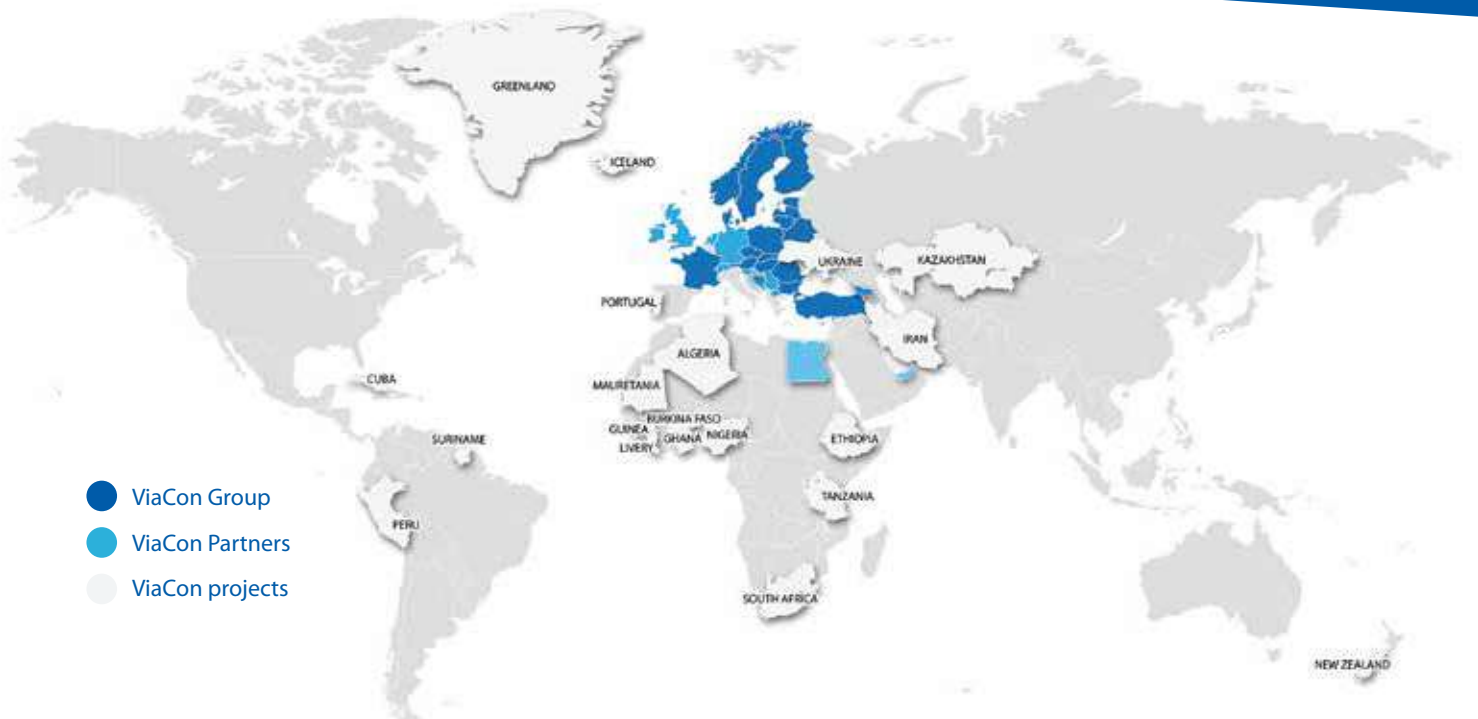 GREENLAND
ICELAND
UKRAINE
KAZAKHSTAN
PORTUGAL
IRAN
ALGERIA
CUBA
MAURETANIA
BURKINA FASO
GUINEA
GHANA
NIGERIA
LIVERY
ETHIOPIA
SURINAME
TANZANIA
PERU
SOUTH AFRICA
NEW ZEALAND
ViaCon Group
ViaCon Partners
ViaCon projects